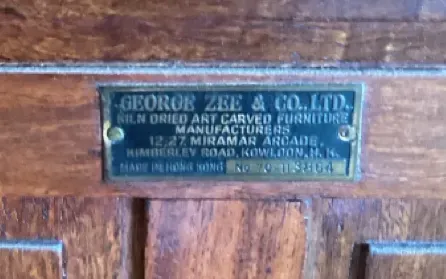 GEORGE ZEE & CO., LTD.
KILN DRIED ART CARVED FURNITURE
MANUFACTURERS
12, 27, MIRAMAR ARCADE,
KIMBERLEY ROAD, KOWLOON, H. K.
MADE IN HONG KONG No